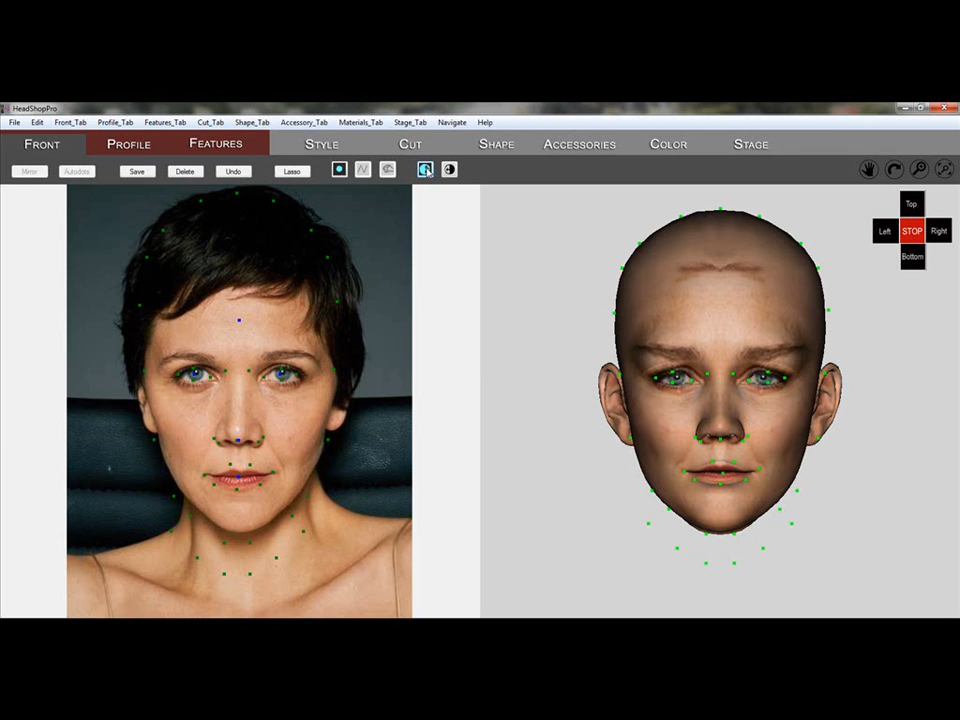 HeadShopPro
File Edit Front_Tab Profile_Tab Features_Tab Cut_Tab Shape_Tab Accessory_Tab Materials_Tab Stage_Tab Navigate Help
FRONT PROFILE FEATURES STYLE CUT SHAPE ACCESSORIES COLOR STAGE
Mirror Autodots Save Delete Undo Lasso
Top
Left STOP Right
Bottom